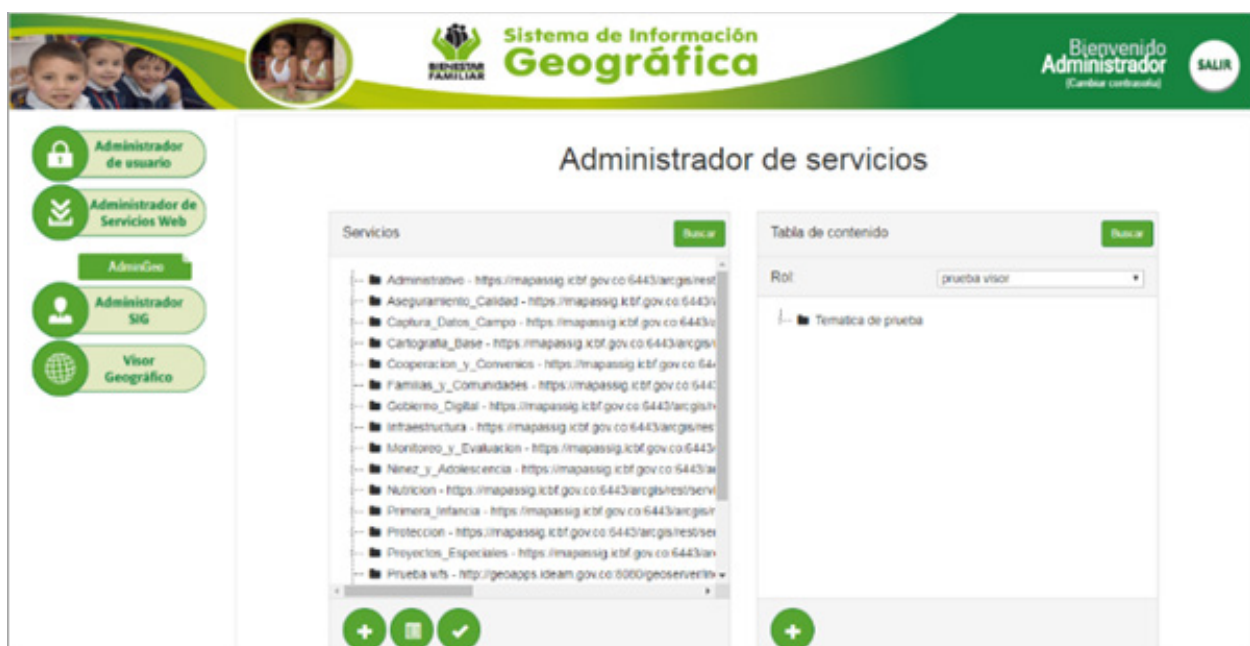 BIENESTAR
FAMILIAR
Sistema de Información
Geográfica
Bienvenido
Administrador
(Cambiar contraseña)
SALIR
Administrador
de usuario
Administrador de
Servicios Web
AdminGeo
Administrador
SIG
Visor
Geográfico
Administrador de servicios
Servicios
Buscar
Administrativo - https://mapassig.icbf.gov.co:6443/arcgis/rest
Aseguramiento_Calidad - https://mapassig.icbf.gov.co:6443/
Captura_Datos_Campo - https://mapassig.icbf.gov.co:6443/
Cartografia_Base - https://mapassig.icbf.gov.co:6443/arcgis/
Cooperacion_y_Convenios - https://mapassig.icbf.gov.co:64
Familias_y_Comunidades - https://mapassig.icbf.gov.co:644
Gobierno_Digital - https://mapassig.icbf.gov.co:6443/arcgis/
Infraestructura - https://mapassig.icbf.gov.co:6443/arcgis/res
Monitoreo_y_Evaluacion - https://mapassig.icbf.gov.co:6443
Ninez_y_Adolescencia - https://mapassig.icbf.gov.co:6443/a
Nutricion - https://mapassig.icbf.gov.co:6443/arcgis/rest/servi
Primera_Infancia - https://mapassig.icbf.gov.co:6443/arcgis/r
Proteccion - https://mapassig.icbf.gov.co:6443/arcgis/rest/ser
Proyectos_Especiales - https://mapassig.icbf.gov.co:6443/ar
Prueba wfs - http://geoapps.ideam.gov.co:8080/geoserver/
Tabla de contenido
Buscar
Rol:
prueba visor
Tematica de prueba